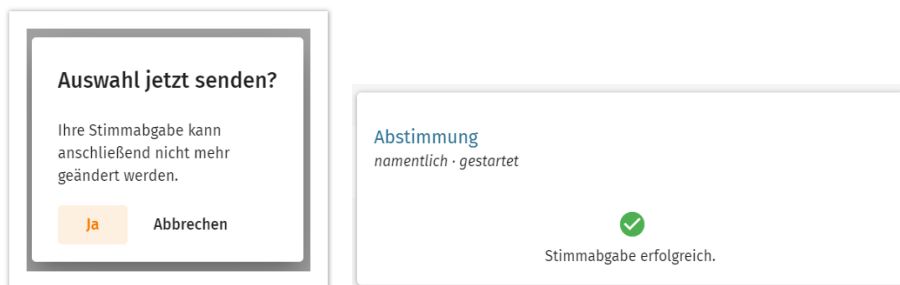 Auswahl jetzt senden?
Ihre Stimmabgabe kann
anschließend nicht mehr
geändert werden.
Ja Abbrechen
Abstimmung
namentlich · gestartet
Stimmabgabe erfolgreich.